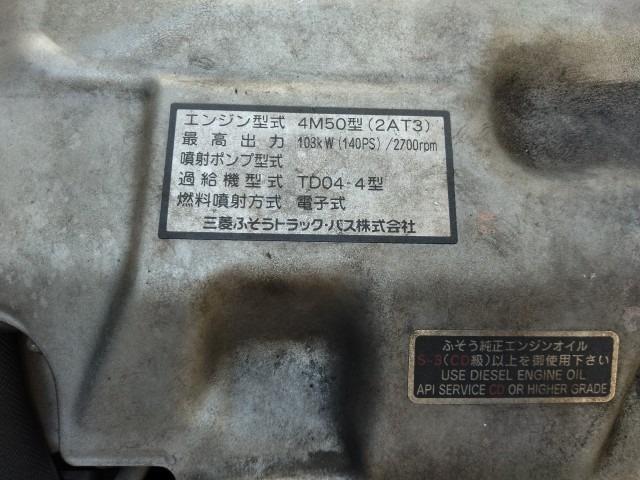 エンジン型式 4M50型(2AT3)
最高出力 103kW(140PS)/2700rpm
噴射ポンプ型式
過給機型式 TD04-4型
燃料噴射方式 電子式
三菱ふそうトラック・バス株式会社
ふそう純正エンジンオイル
S-3(CD級)以上を御使用下さい
USE DIESEL ENGINE OIL
API SERVICE CD OR HIGHER GRADE